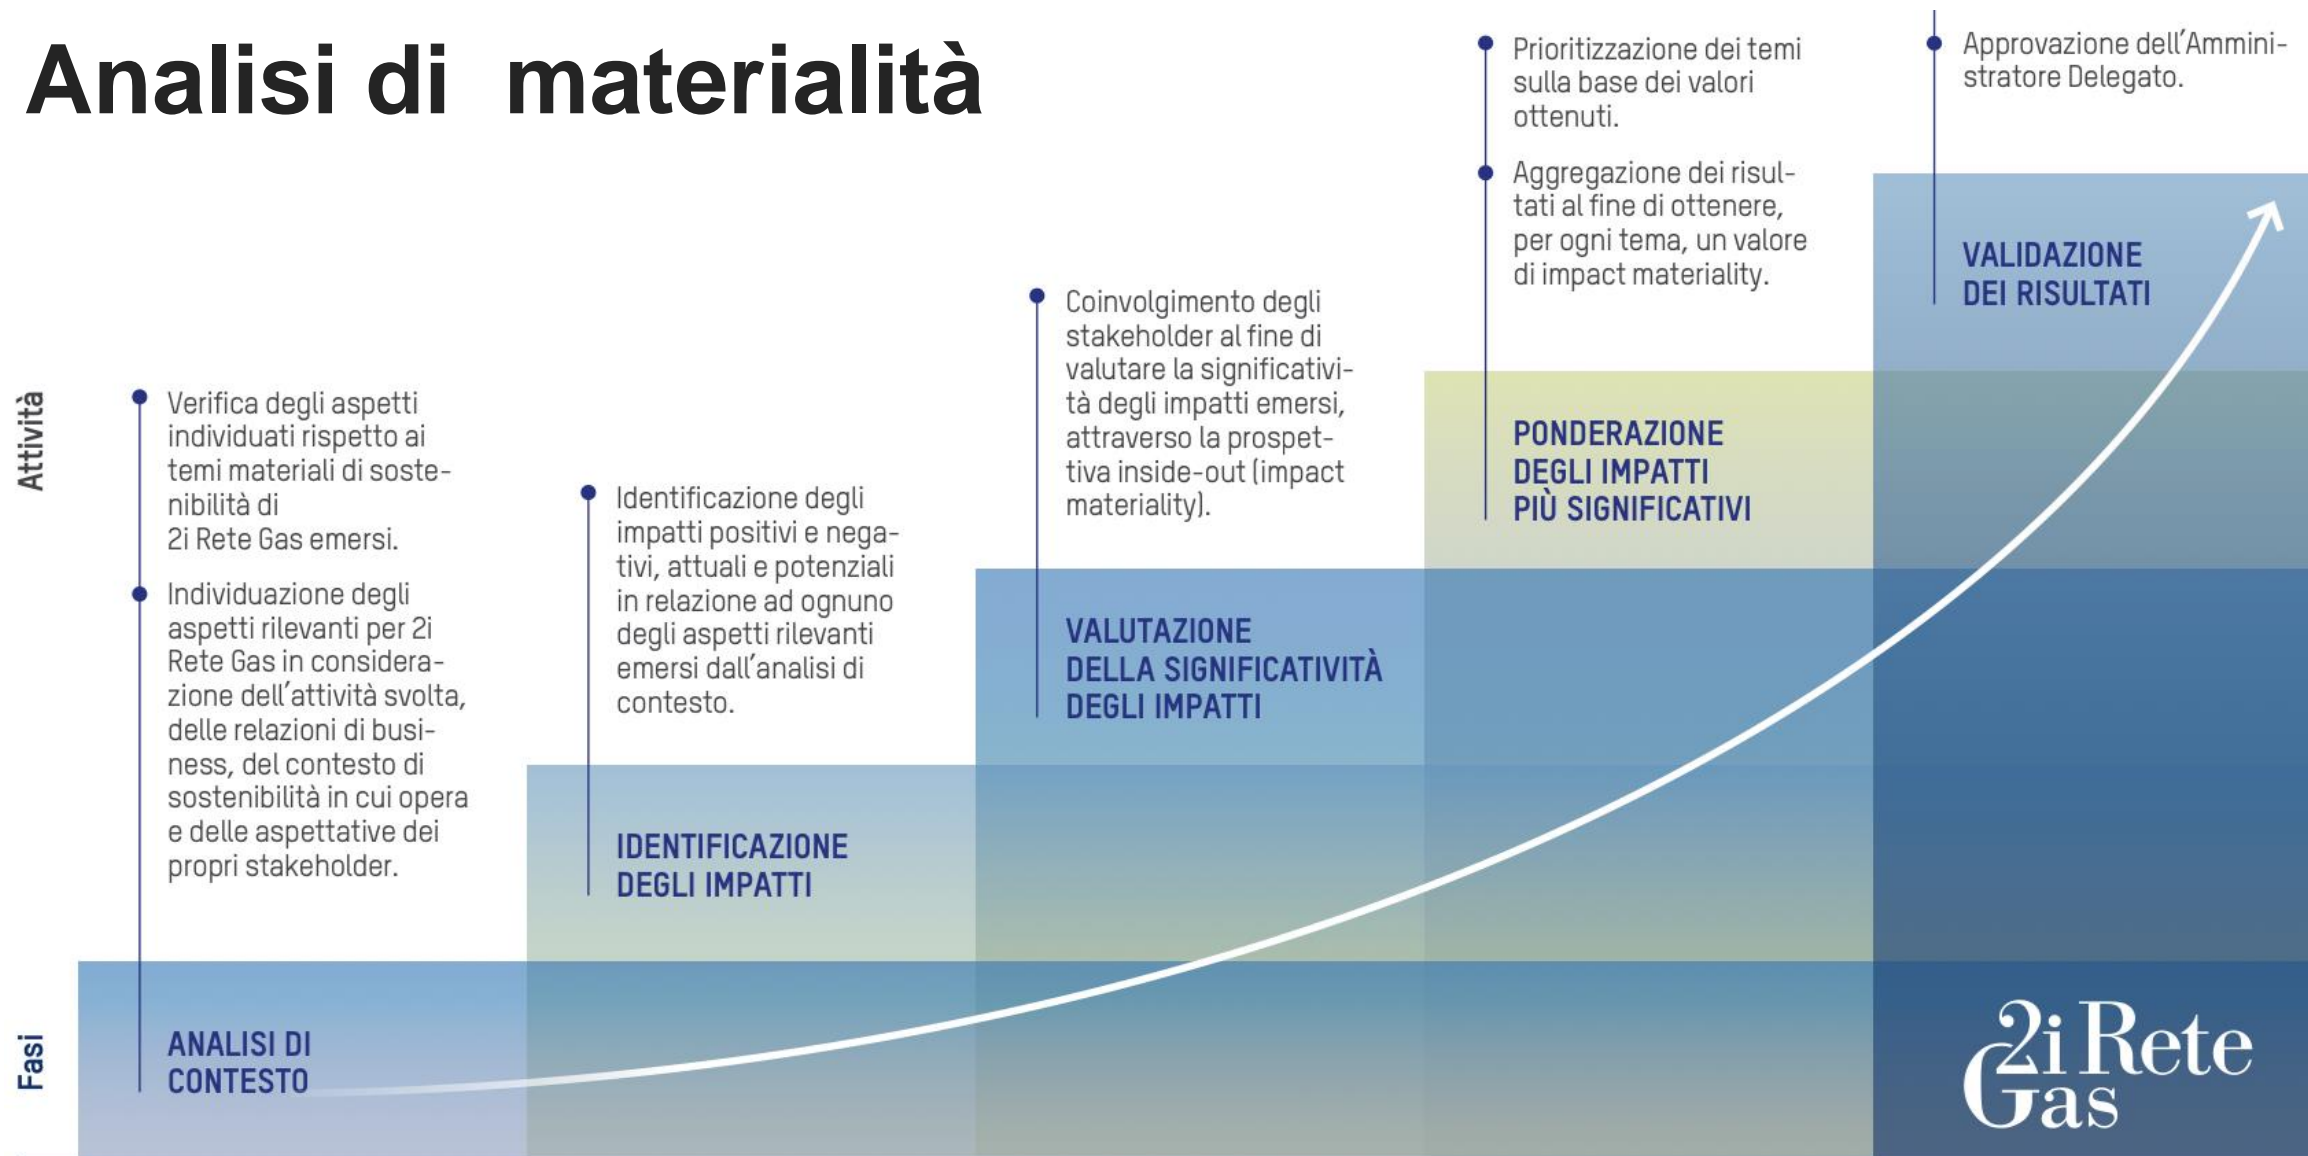 Analisi di materialità
Attività
Fasi
Verifica degli aspetti
individuati rispetto ai
temi materiali di soste-
nibilità di
2i Rete Gas emersi.
Individuazione degli
aspetti rilevanti per 2i
Rete Gas in considera-
zione dell'attività svolta,
delle relazioni di busi-
ness, del contesto di
sostenibilità in cui opera
e delle aspettative dei
propri stakeholder.
ANALISI DI
CONTESTO
Identificazione degli
impatti positivi e nega-
tivi, attuali e potenziali
in relazione ad ognuno
degli aspetti rilevanti
emersi dall'analisi di
contesto.
IDENTIFICAZIONE
DEGLI IMPATTI
Coinvolgimento degli
stakeholder al fine di
valutare la significativi-
tà degli impatti emersi,
attraverso la prospet-
tiva inside-out (impact
materiality).
VALUTAZIONE
DELLA SIGNIFICATIVITÀ
DEGLI IMPATTI
Prioritizzazione dei temi
sulla base dei valori
ottenuti.
Aggregazione dei risul-
tati al fine di ottenere,
per ogni tema, un valore
di impact materiality.
PONDERAZIONE
DEGLI IMPATTI
PIÙ SIGNIFICATIVI
Approvazione dell'Ammini-
stratore Delegato.
VALIDAZIONE
DEI RISULTATI
2i Rete
Gas